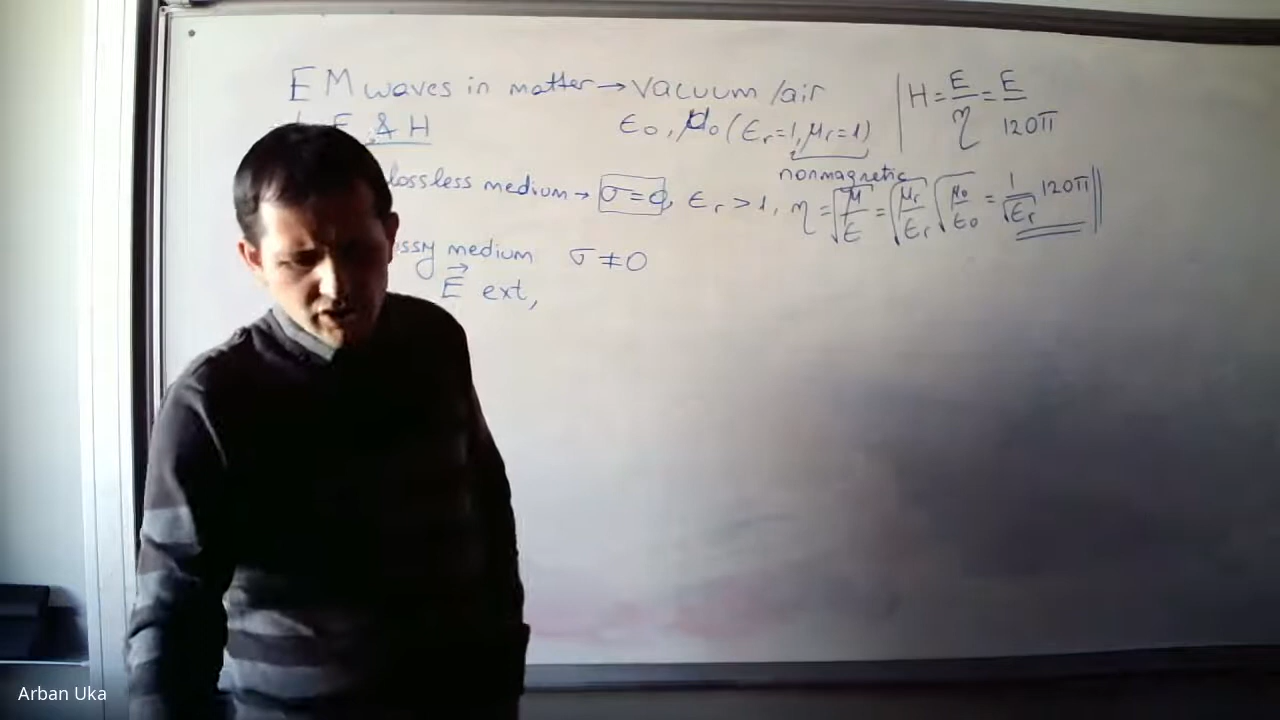 EM waves in matter → vacuum /air
E & H
ϵ₀, μ₀ (ϵr=1, μr=1)
nonmagnetic
H = E/η = E/120π
lossless medium → σ=0, ϵr >1, η = √(μ/ϵ) = √(μr/ϵr) √(μ₀/ϵ₀) = 1/√ϵr 120π
medium σ ≠ 0
E⃗ ext,
Arban Uka